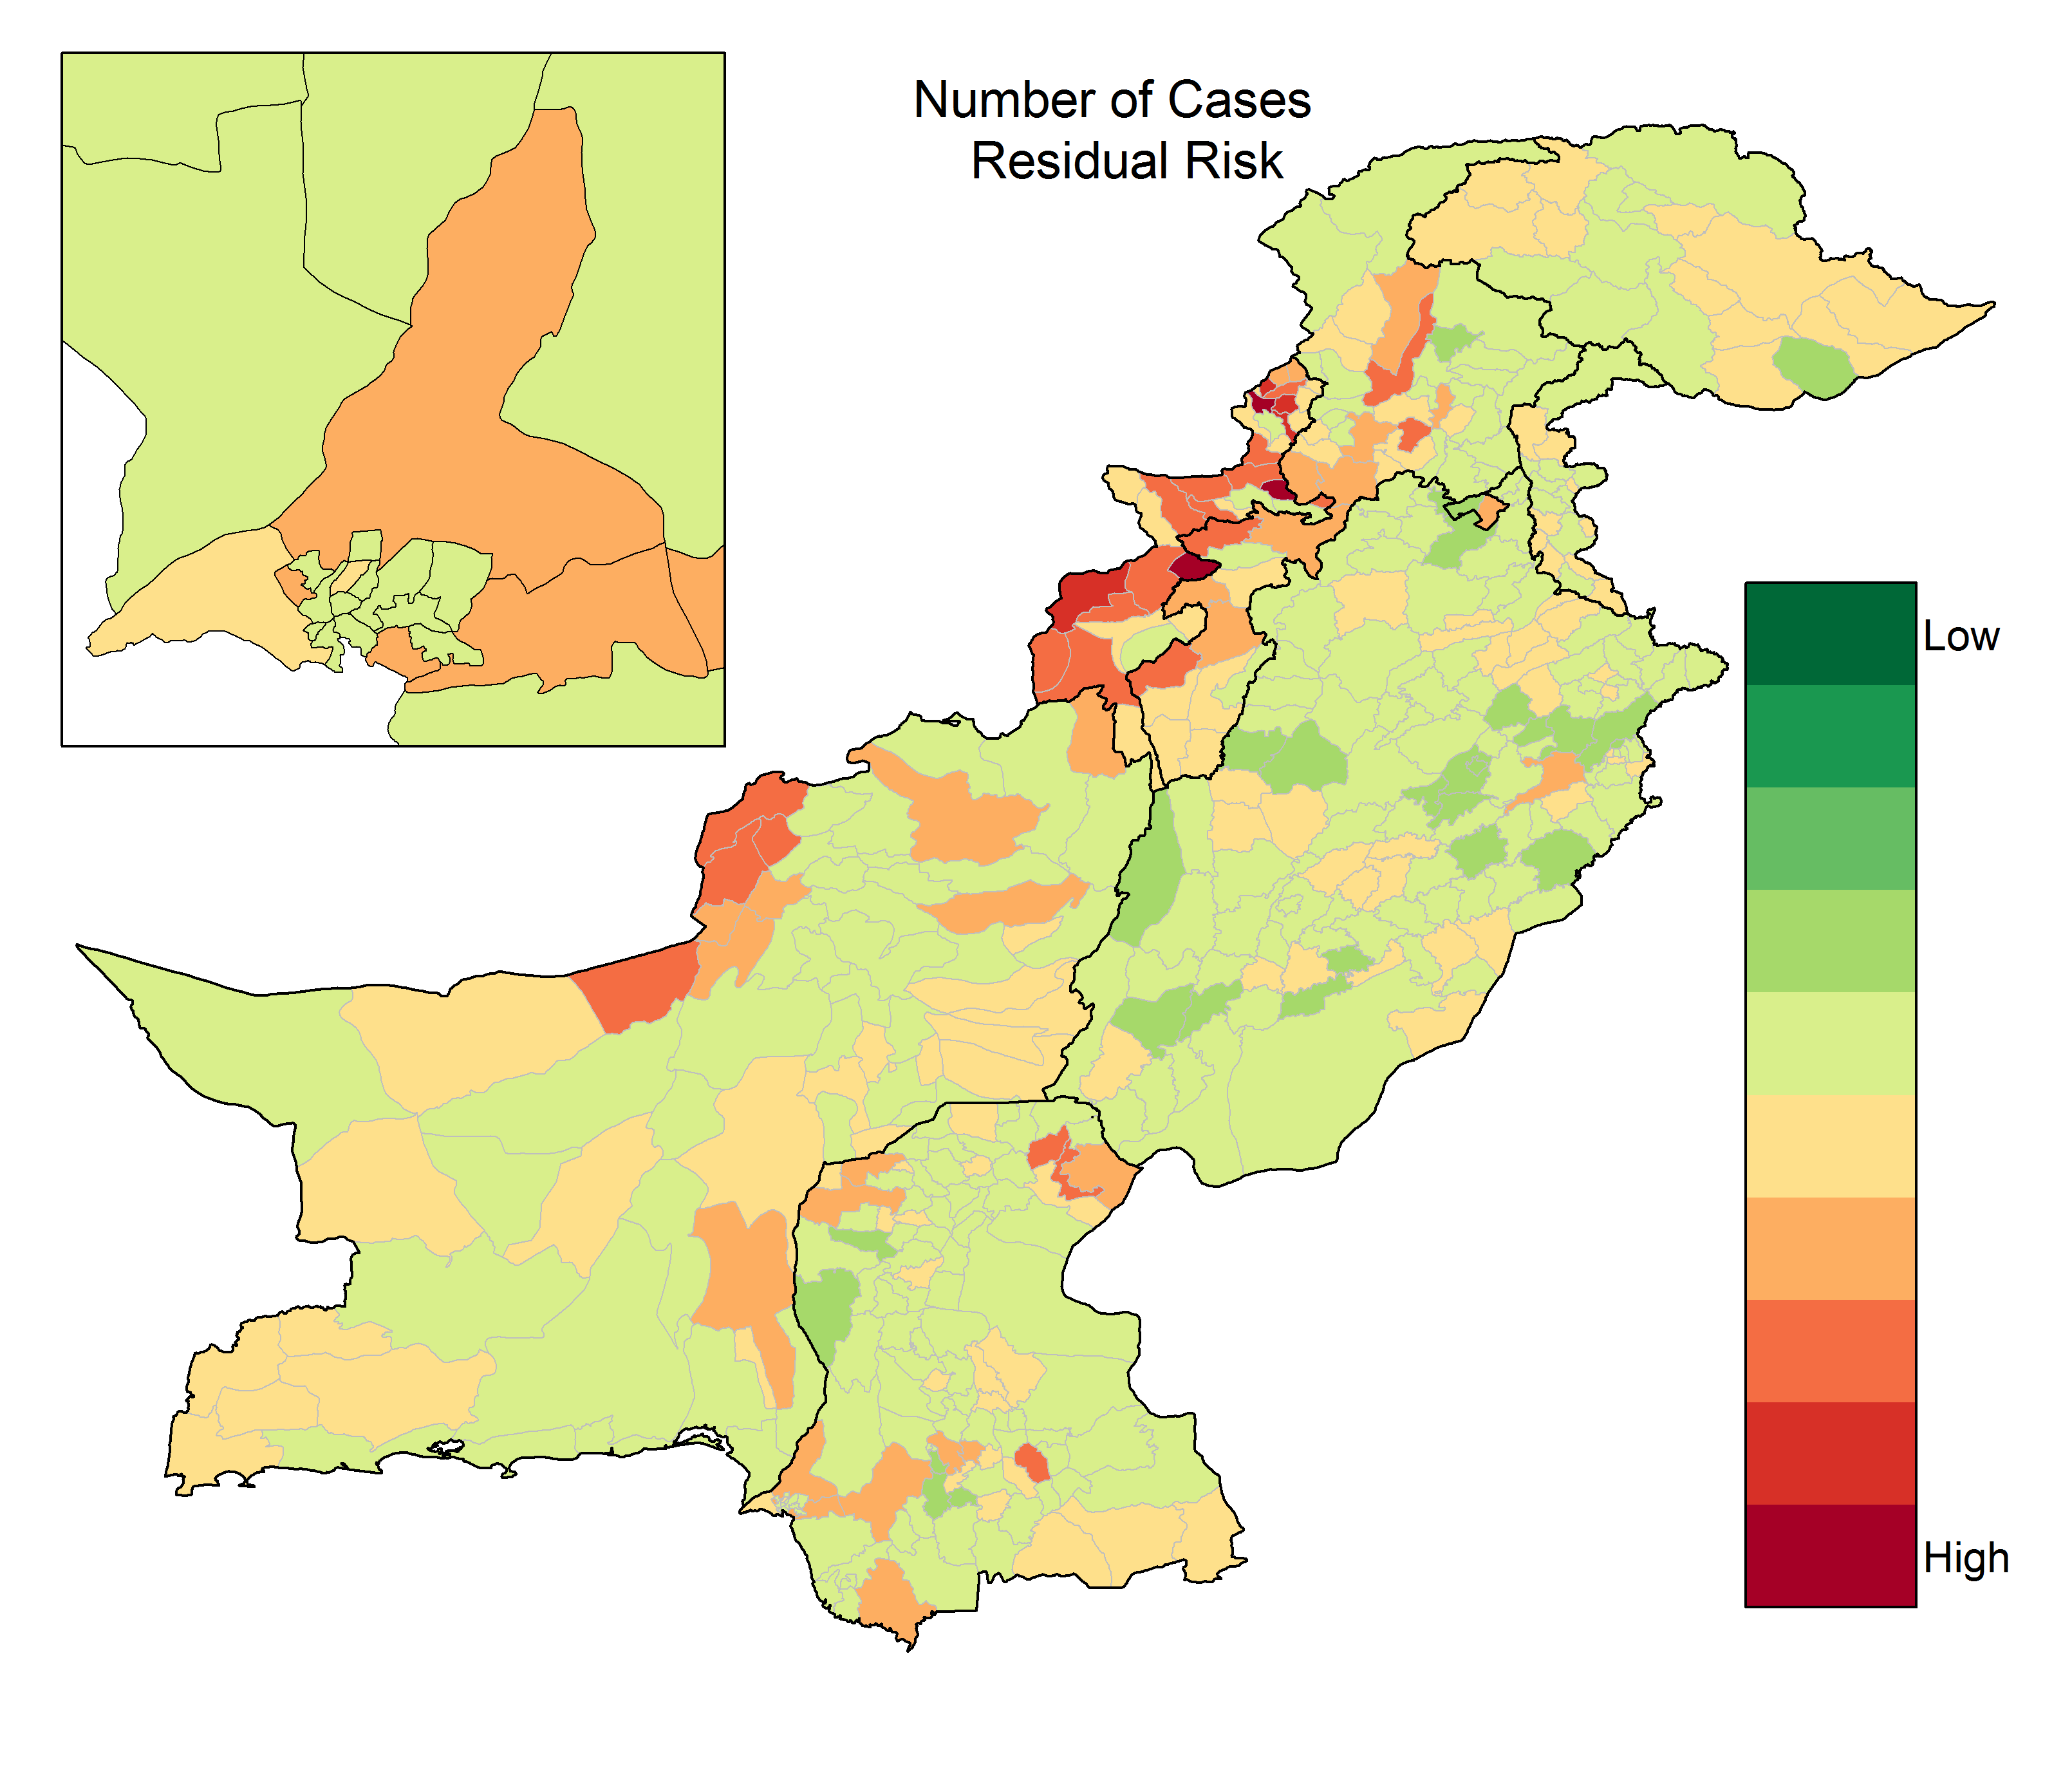 Number of Cases
Residual Risk
Low
High